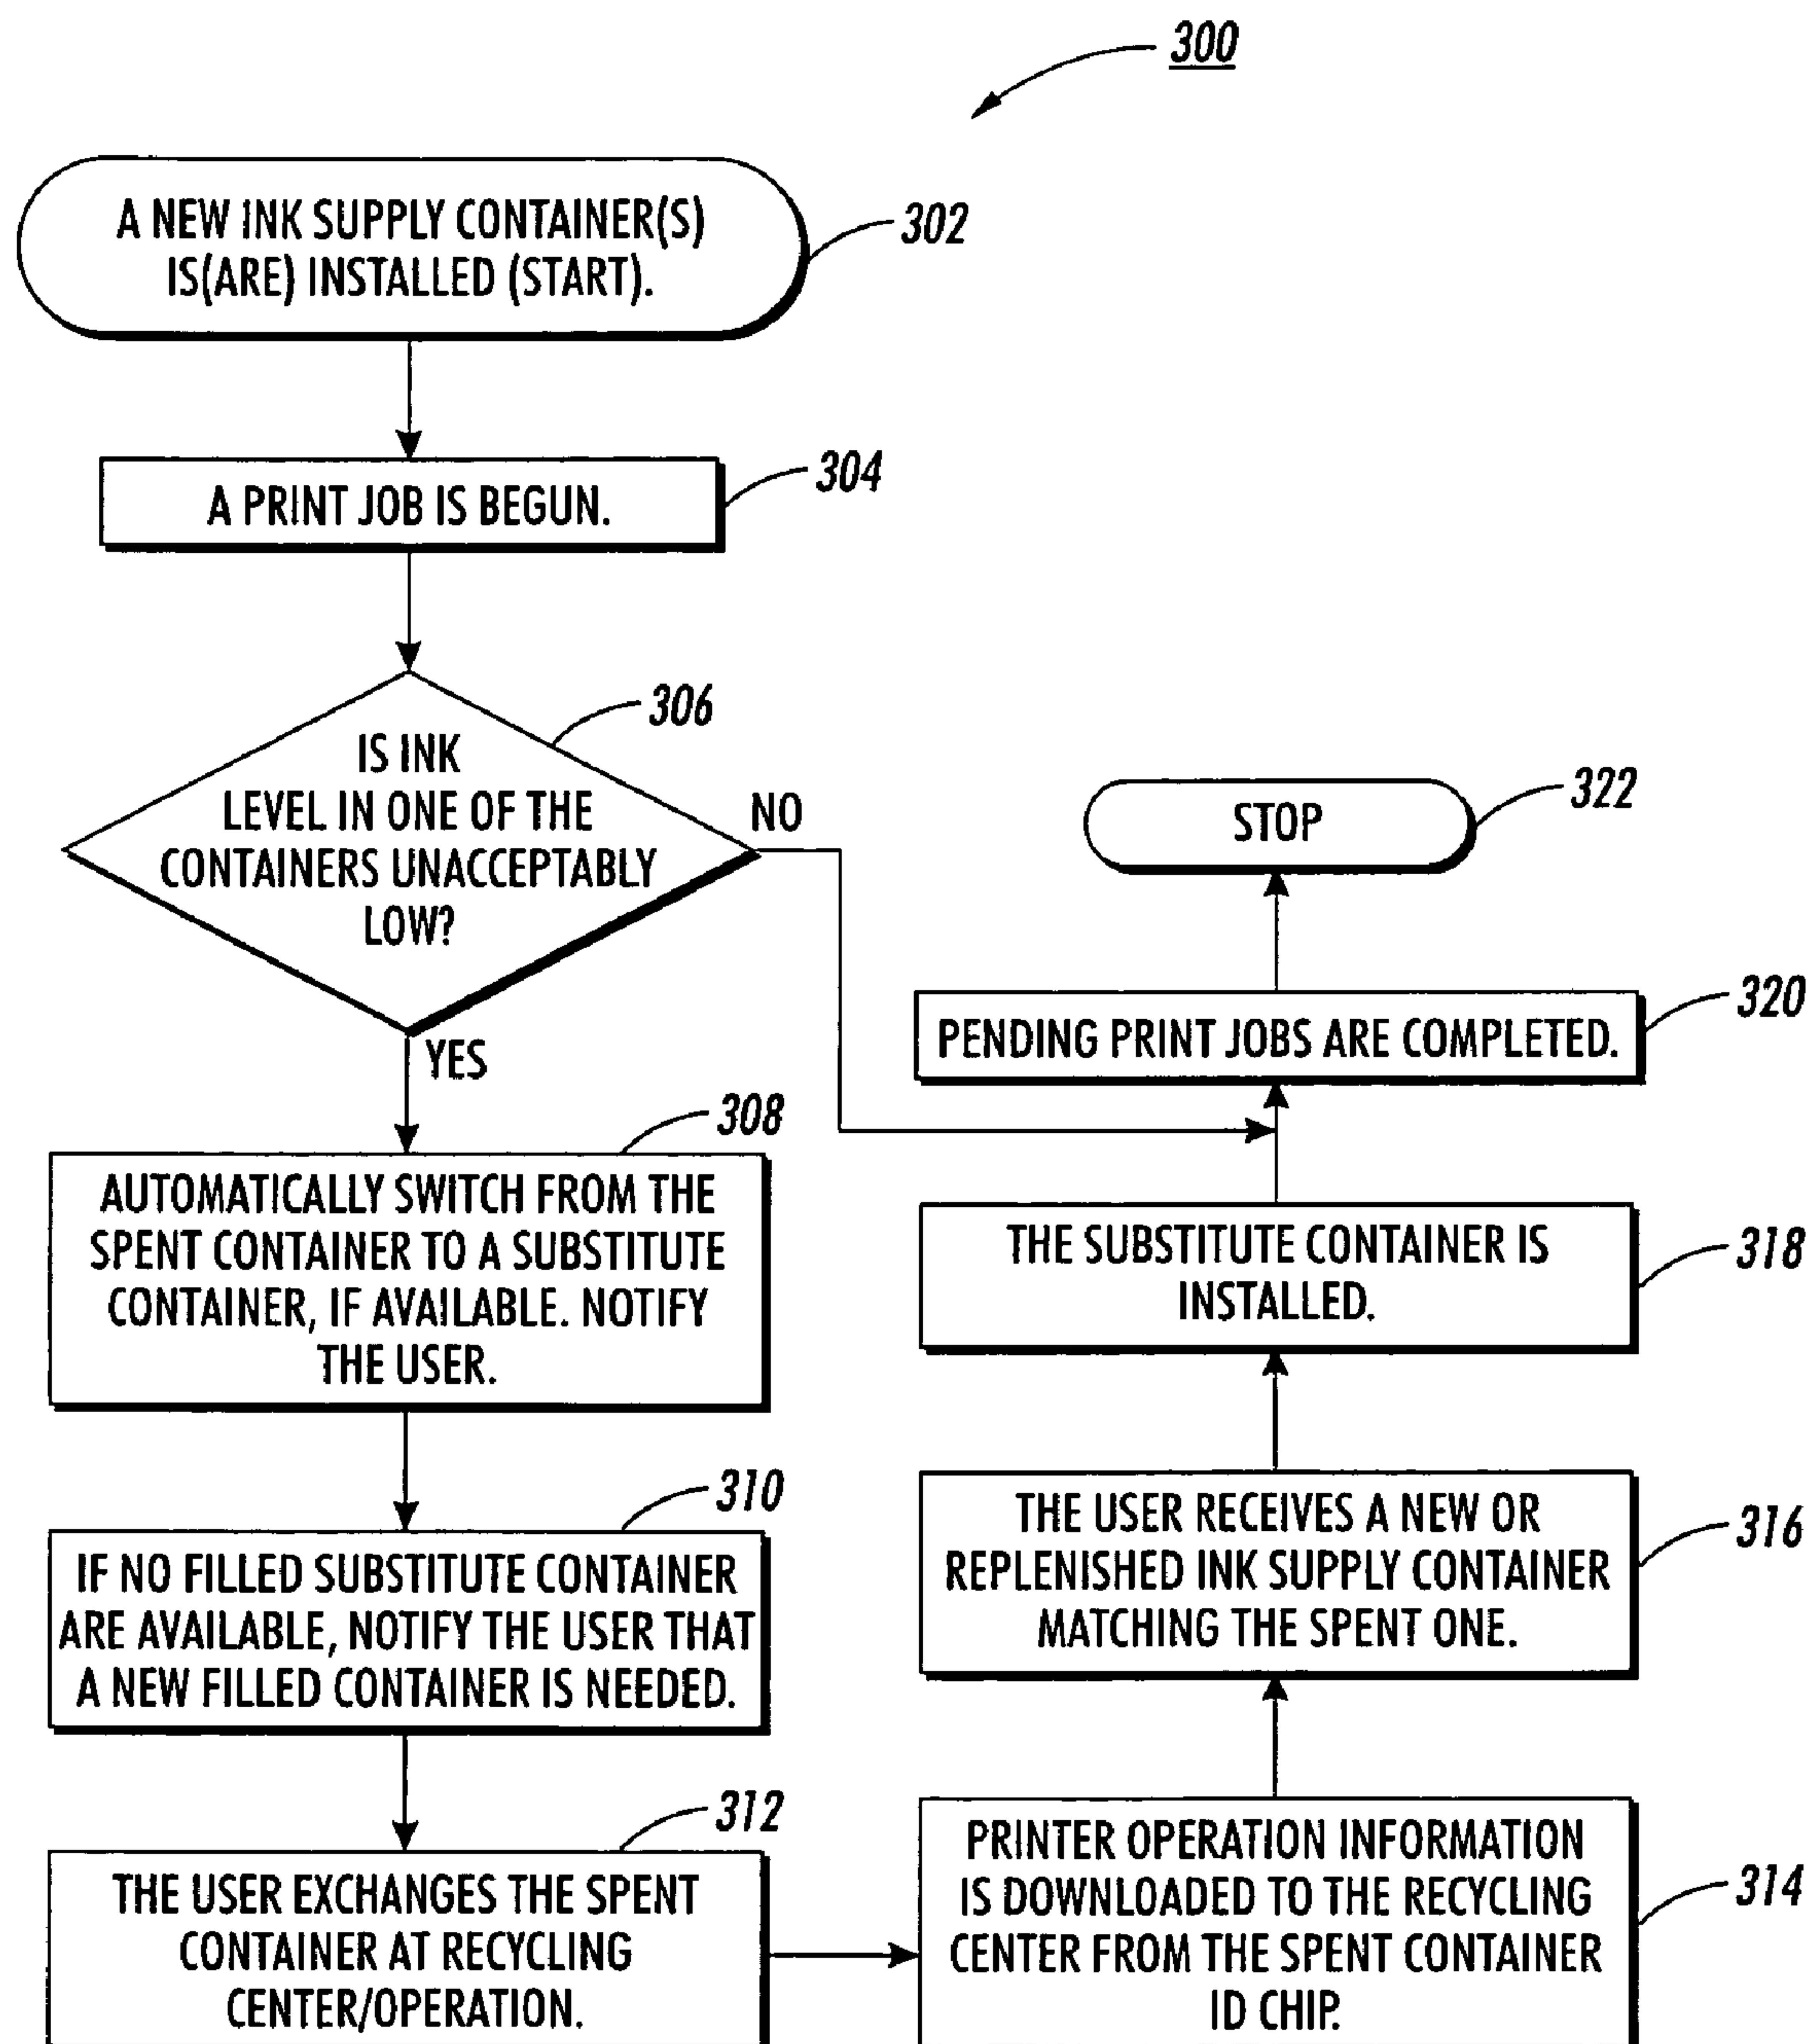 300
A NEW INK SUPPLY CONTAINER(S)
IS(ARE) INSTALLED (START).
302
A PRINT JOB IS BEGUN.
304
IS INK
LEVEL IN ONE OF THE
CONTAINERS UNACCEPTABLY
LOW?
306
NO
YES
AUTOMATICALLY SWITCH FROM THE
SPENT CONTAINER TO A SUBSTITUTE
CONTAINER, IF AVAILABLE. NOTIFY
THE USER.
308
IF NO FILLED SUBSTITUTE CONTAINER
ARE AVAILABLE, NOTIFY THE USER THAT
A NEW FILLED CONTAINER IS NEEDED.
310
THE USER EXCHANGES THE SPENT
CONTAINER AT RECYCLING
CENTER/OPERATION.
312
PRINTER OPERATION INFORMATION
IS DOWNLOADED TO THE RECYCLING
CENTER FROM THE SPENT CONTAINER
ID CHIP.
314
THE USER RECEIVES A NEW OR
REPLENISHED INK SUPPLY CONTAINER
MATCHING THE SPENT ONE.
316
THE SUBSTITUTE CONTAINER IS
INSTALLED.
318
PENDING PRINT JOBS ARE COMPLETED.
320
STOP
322